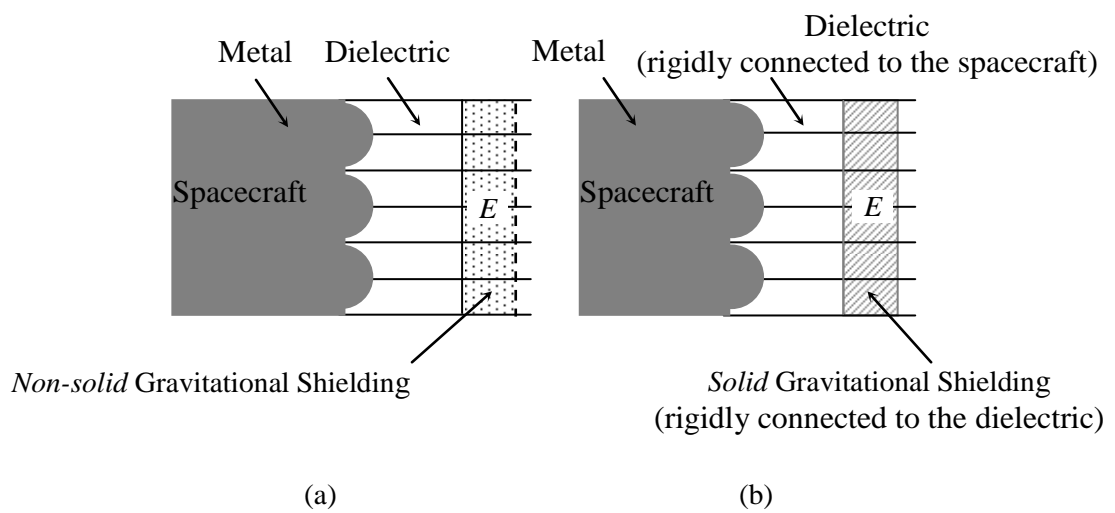 Metal
Dielectric
Spacecraft
E
Non-solid Gravitational Shielding
(a)
Metal
Dielectric
(rigidly connected to the spacecraft)
Spacecraft
E
Solid Gravitational Shielding
(rigidly connected to the dielectric)
(b)